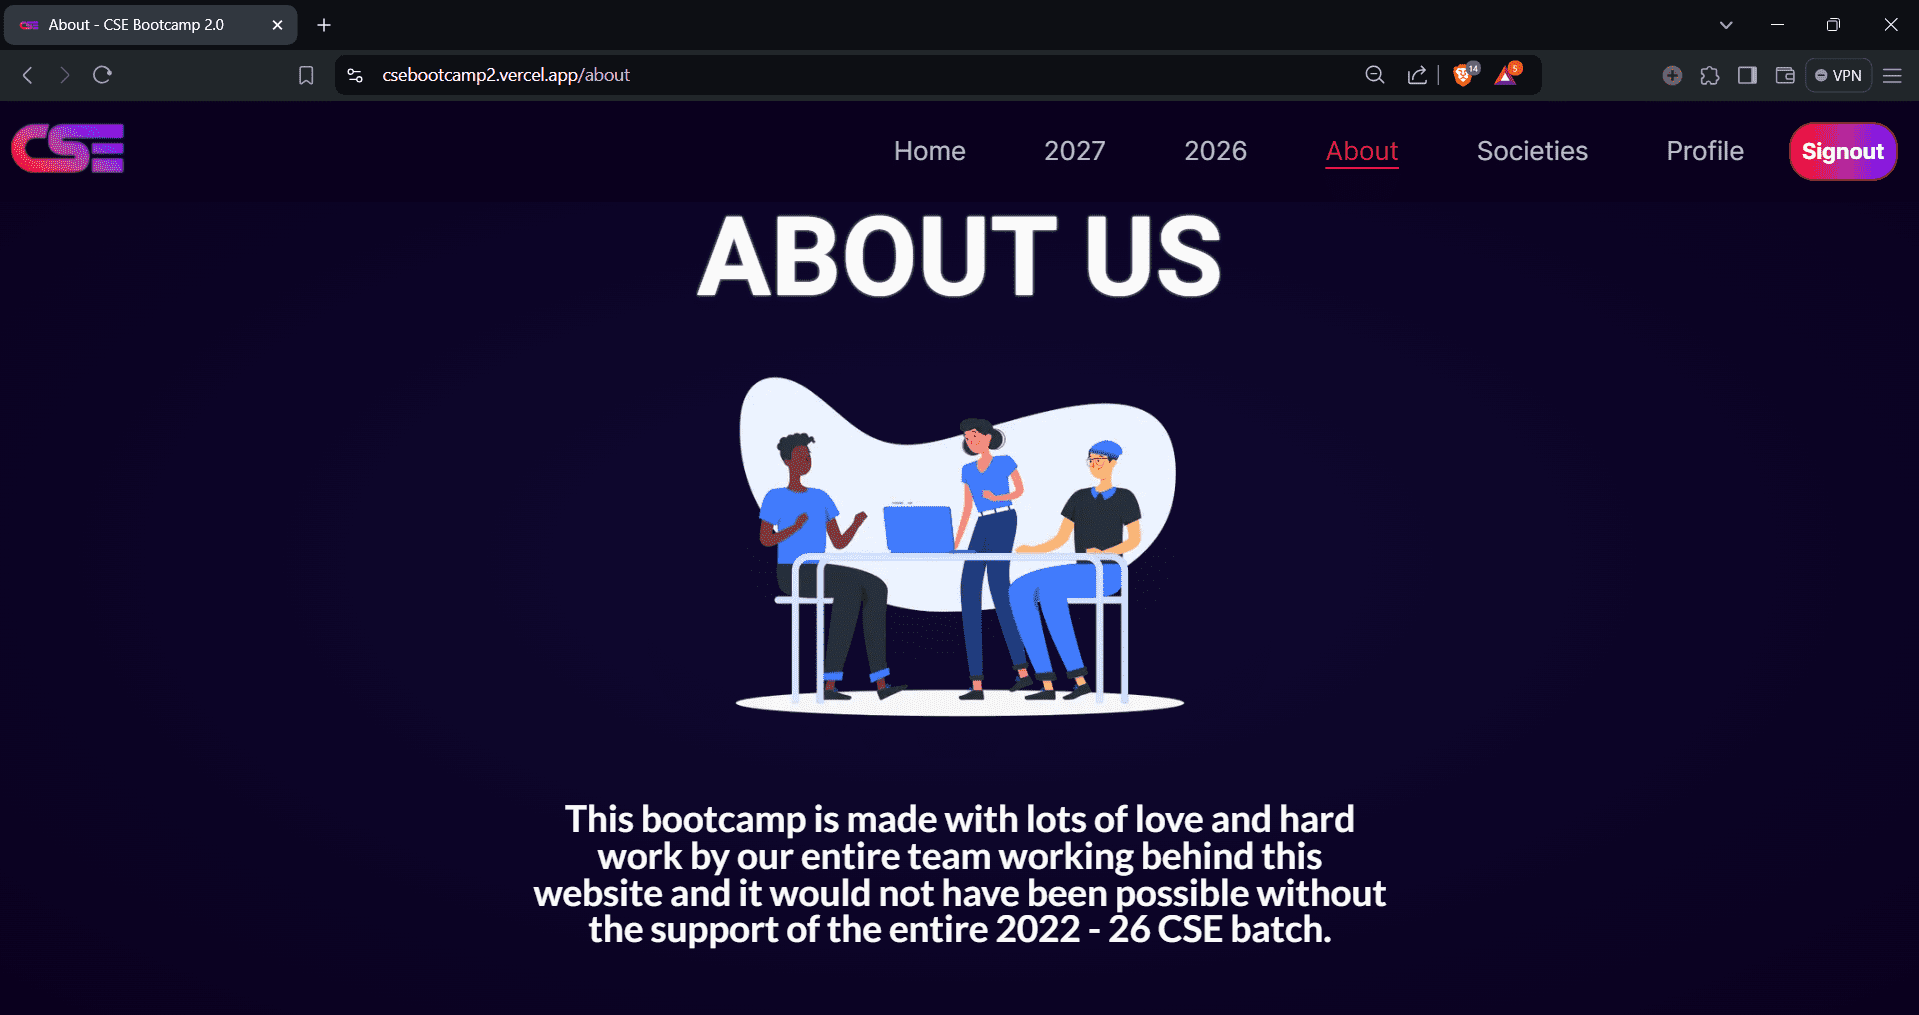 About - CSE Bootcamp 2.0
csebootcamp2.vercel.app/about
14
5
VPN
CSE
Home 2027 2026 About Societies Profile Signout
ABOUT US
This bootcamp is made with lots of love and hard
work by our entire team working behind this
website and it would not have been possible without
the support of the entire 2022 - 26 CSE batch.